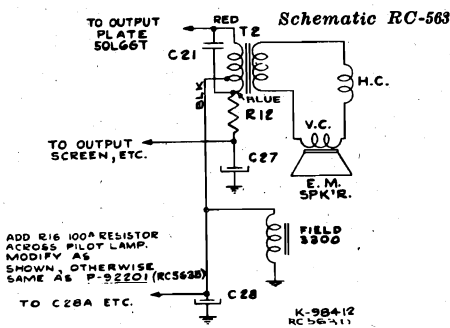 Schematic RC-563
TO OUTPUT
PLATE
50L6GT
RED
T2
C21
H.C.
BLK
BLUE
R12
V.C.
TO OUTPUT
SCREEN, ETC.
C27
E.M.
SPK'R.
ADD R16 100Ω RESISTOR
ACROSS PILOT LAMP.
MODIFY AS
SHOWN, OTHERWISE
SAME AS P-92201 (RC563B)
FIELD
3300
TO C28A ETC.
C28
K-98412